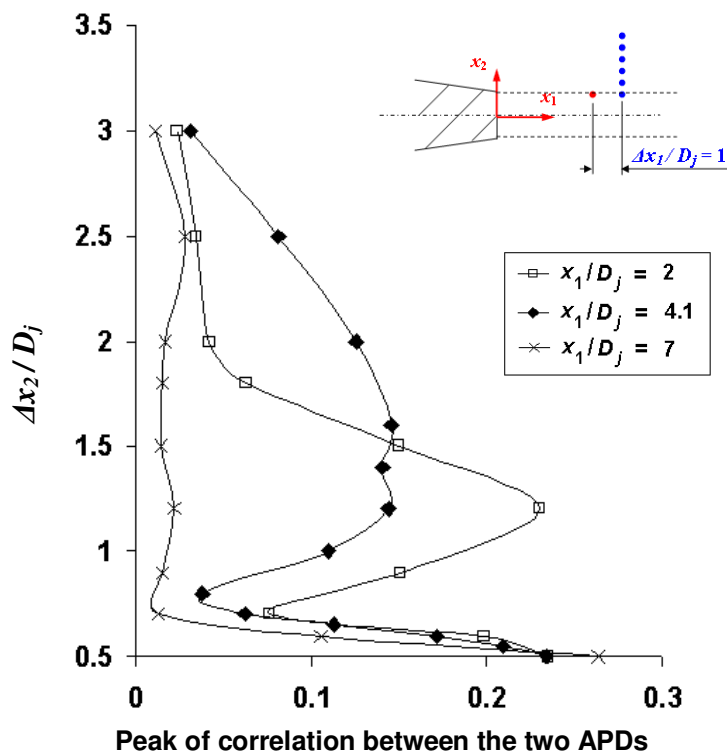 3.5
3
2.5
2
1.5
1
0.5
Δx₂/ Dⱼ
0
0.1
0.2
0.3
Peak of correlation between the two APDs
x₂
x₁
Δx₁ / Dⱼ = 1
x₁/Dⱼ = 2
x₁/Dⱼ = 4.1
x₁/Dⱼ = 7